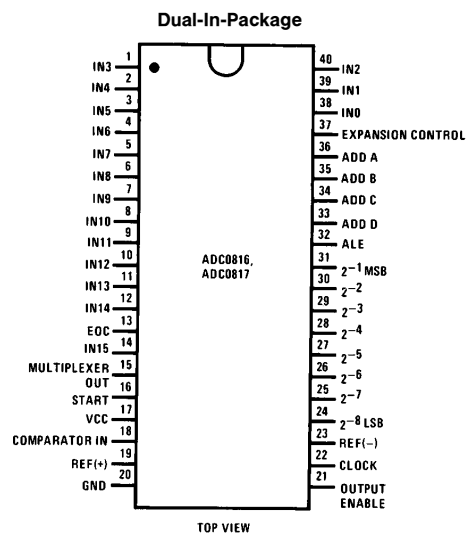 Dual-In-Package
1 IN3
2 IN4
3 IN5
4 IN6
5 IN7
6 IN8
7 IN9
8 IN10
9 IN11
10 IN12
11 IN13
12 IN14
13 EOC
14 IN15
15 MULTIPLEXER OUT
16 START
17 VCC
18 COMPARATOR IN
19 REF(+)
20 GND
ADC0816,
ADC0817
40 IN2
39 IN1
38 IN0
37 EXPANSION CONTROL
36 ADD A
35 ADD B
34 ADD C
33 ADD D
32 ALE
31 2⁻¹ MSB
30 2⁻²
29 2⁻³
28 2⁻⁴
27 2⁻⁵
26 2⁻⁶
25 2⁻⁷
24 2⁻⁸ LSB
23 REF(−)
22 CLOCK
21 OUTPUT
ENABLE
TOP VIEW